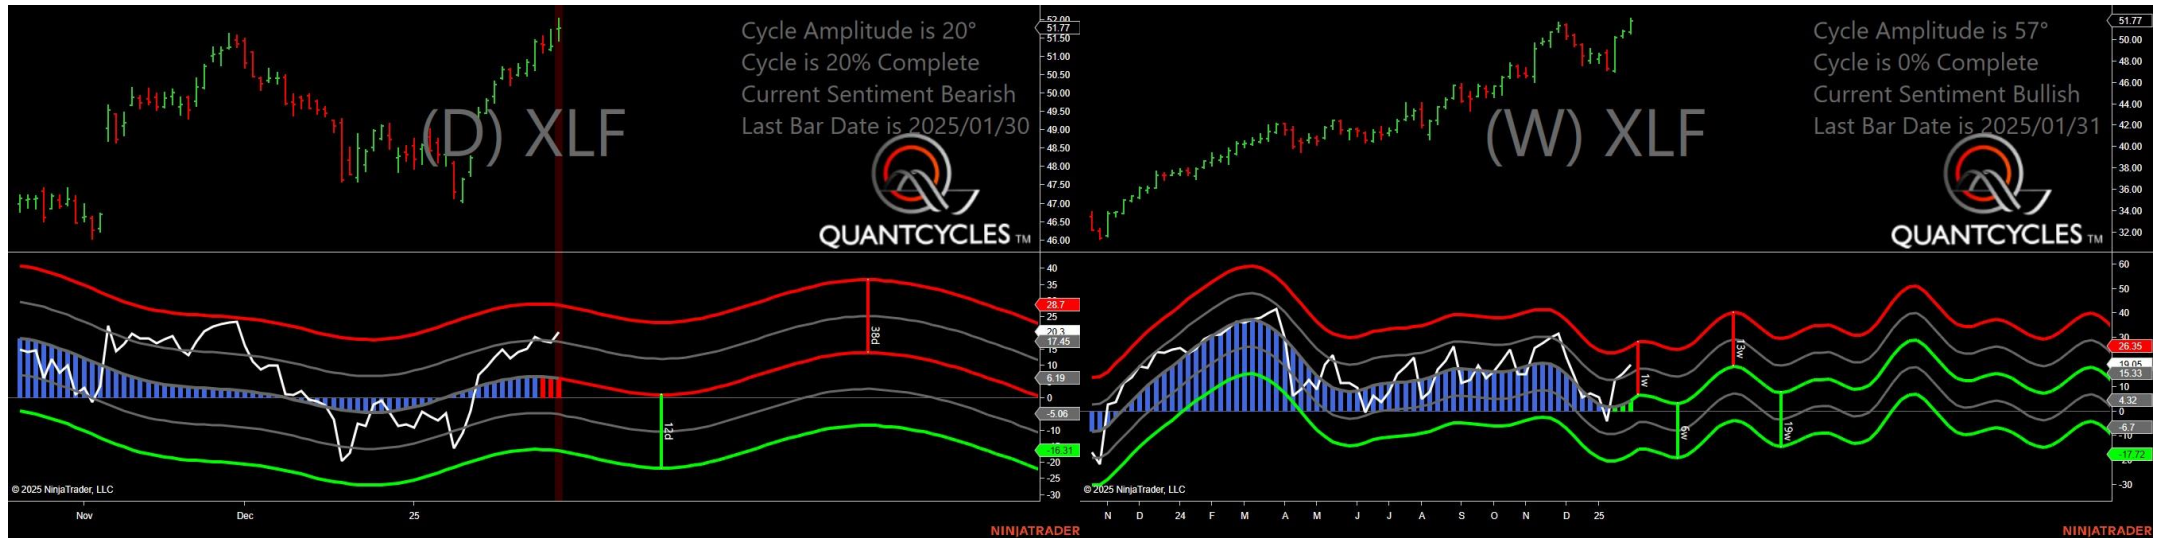 Cycle Amplitude is 20°
Cycle is 20% Complete
Current Sentiment Bearish
Last Bar Date is 2025/01/30
(D) XLF
QUANTCYCLES TM
52.00
51.77
51.50
51.00
50.50
50.00
49.50
49.00
48.50
48.00
47.50
47.00
46.50
46.00
40
35
28.7
25
20.3
17.45
15
10
6.19
0
-5.06
-10
-16.31
-20
-25
-30
38d
12d
© 2025 NinjaTrader, LLC
Nov Dec 25
NINJATRADER
Cycle Amplitude is 57°
Cycle is 0% Complete
Current Sentiment Bullish
Last Bar Date is 2025/01/31
(W) XLF
QUANTCYCLES TM
51.77
50.00
48.00
46.00
44.00
42.00
40.00
38.00
36.00
34.00
32.00
60
50
40
30
26.35
19.05
15.33
10
4.32
0
-6.7
-10
-17.72
-30
1w
13w
6w
19w
© 2025 NinjaTrader, LLC
N D 24 F M A M J J A S O N D 25
NINJATRADER